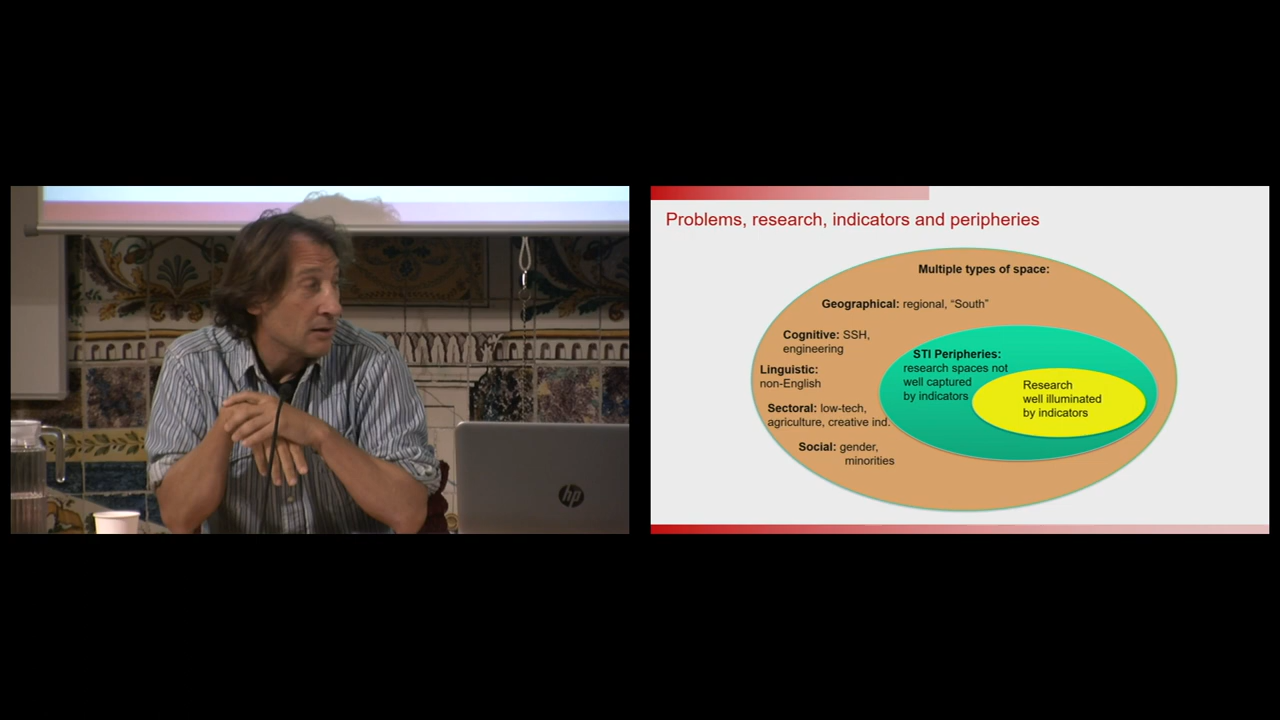 hp
Problems, research, indicators and peripheries
Multiple types of space:
Geographical: regional, “South”
Cognitive: SSH,
engineering
Linguistic:
non-English
Sectoral: low-tech,
agriculture, creative ind.
Social: gender,
minorities
STI Peripheries:
research spaces not
well captured
by indicators
Research
well illuminated
by indicators